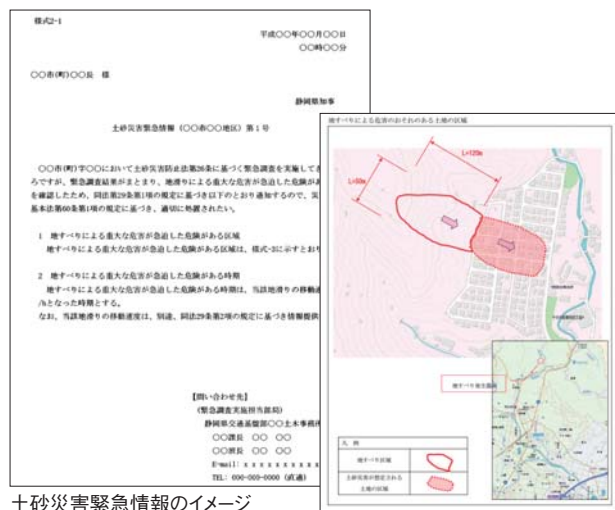 様式2-1
平成〇〇年〇〇月〇〇日
〇〇時〇〇分
〇〇市(町)〇〇長 様
静岡県知事
土砂災害緊急情報（〇〇市〇〇地区）第１号
〇〇市(町)字〇〇において土砂災害防止法第28条に基づく緊急調査を実施してき
ろですが、緊急調査結果がまとまり、地滑りによる重大な危害が急迫した危険があ
を確認したため、同法第29条第1項の規定に基づき以下のとおり通知するので、災
基本法第60条第1項の規定に基づき、適切に処置されたい。
1 地すべりによる重大な危害が急迫した危険がある区域
地すべりによる重大な危害が急迫した危険がある区域は、様式-3に示すとおり
2 地すべりによる重大な危害が急迫した危険がある時期
地すべりによる重大な危害が急迫した危険がある時期は、当該地滑りの移動速
/hとなった時期とする。
なお、当該地滑りの移動速度は、別途、同法29条第2項の規定に基づき情報提供
【問い合わせ先】
(緊急調査実施担当部局)
静岡県交通基盤部〇〇土木事務所
〇〇課長 〇〇 〇〇
〇〇班長 〇〇 〇〇
E-mail: x x x x x x x x x x
TEL: 000-000-0000 (直通)
地すべりによる危害のおそれのある土地の区域
L=120m
L=50m
地すべり発生箇所
凡 例
地すべり区域
土砂災害が想定される
土地の区域
土砂災害緊急情報のイメージ